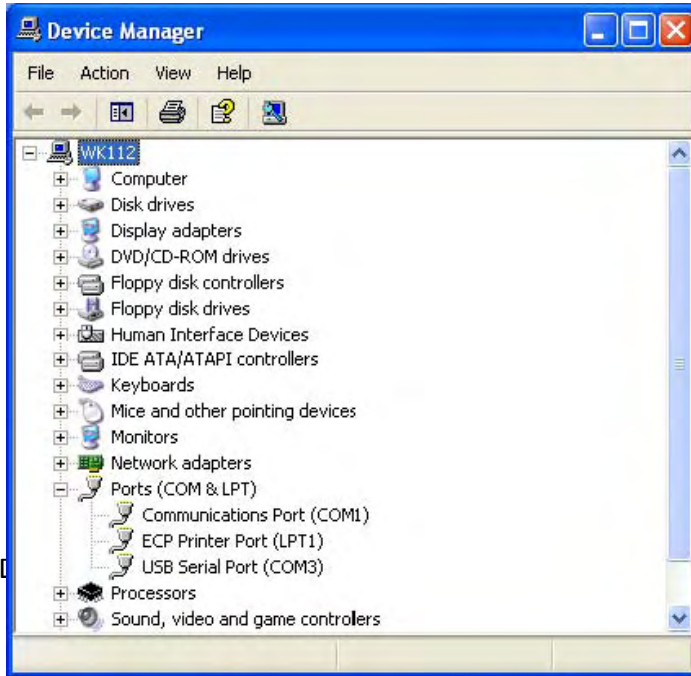 Device Manager
File Action View Help
WK112
Computer
Disk drives
Display adapters
DVD/CD-ROM drives
Floppy disk controllers
Floppy disk drives
Human Interface Devices
IDE ATA/ATAPI controllers
Keyboards
Mice and other pointing devices
Monitors
Network adapters
Ports (COM & LPT)
Communications Port (COM1)
ECP Printer Port (LPT1)
USB Serial Port (COM3)
Processors
Sound, video and game controllers